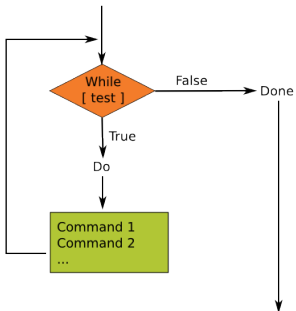 While
[ test ]
False
Done
True
Do
Command 1
Command 2
...